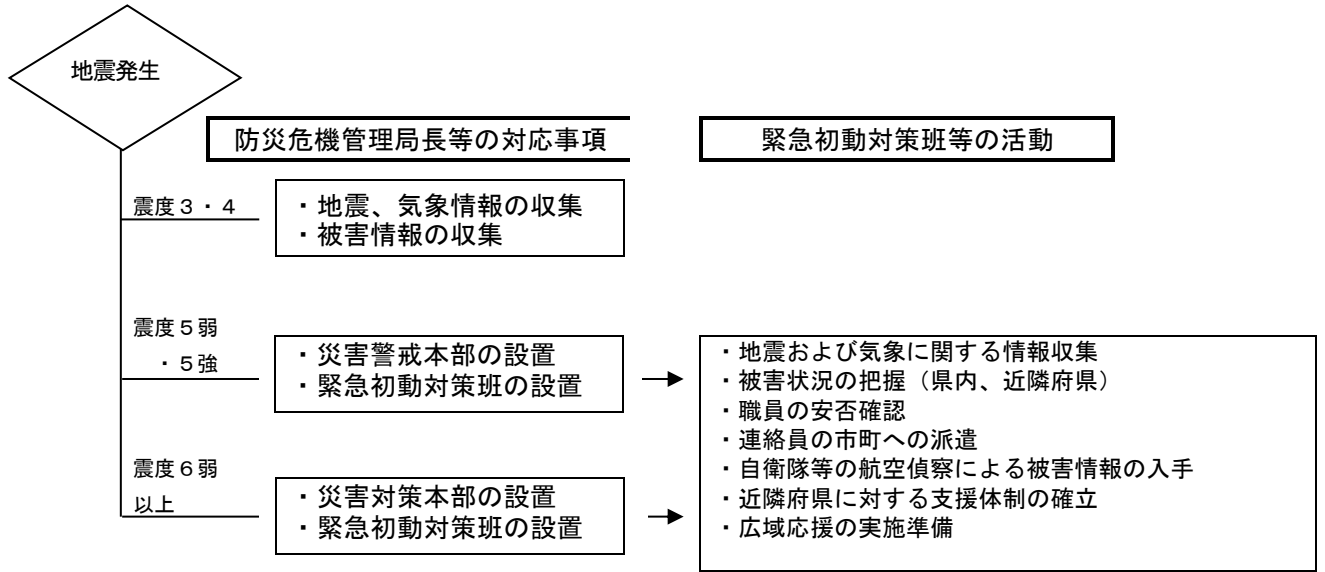 地震発生
防災危機管理局長等の対応事項
緊急初動対策班等の活動
震度３・４
・地震、気象情報の収集
・被害情報の収集
震度５弱
・５強
・災害警戒本部の設置
・緊急初動対策班の設置
・地震および気象に関する情報収集
・被害状況の把握（県内、近隣府県）
・職員の安否確認
・連絡員の市町への派遣
・自衛隊等の航空偵察による被害情報の入手
・近隣府県に対する支援体制の確立
・広域応援の実施準備
震度６弱
以上
・災害対策本部の設置
・緊急初動対策班の設置